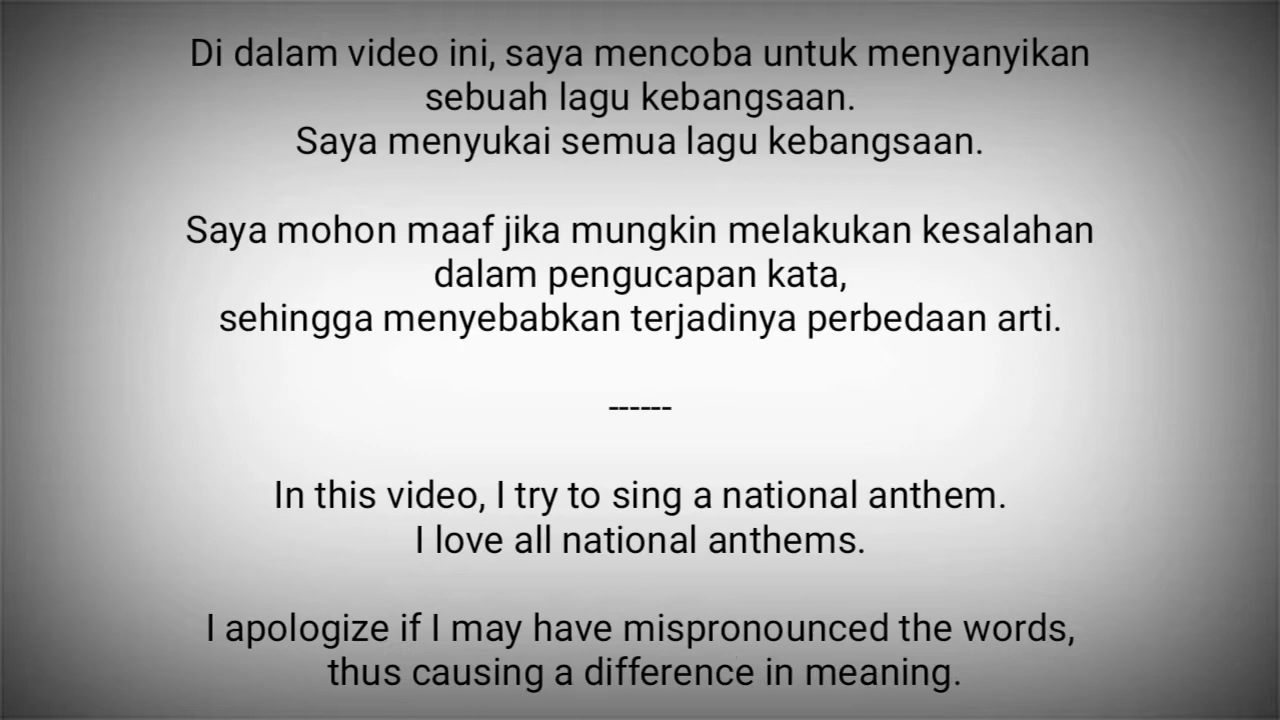 Di dalam video ini, saya mencoba untuk menyanyikan
sebuah lagu kebangsaan.
Saya menyukai semua lagu kebangsaan.
Saya mohon maaf jika mungkin melakukan kesalahan
dalam pengucapan kata,
sehingga menyebabkan terjadinya perbedaan arti.
------
In this video, I try to sing a national anthem.
I love all national anthems.
I apologize if I may have mispronounced the words,
thus causing a difference in meaning.